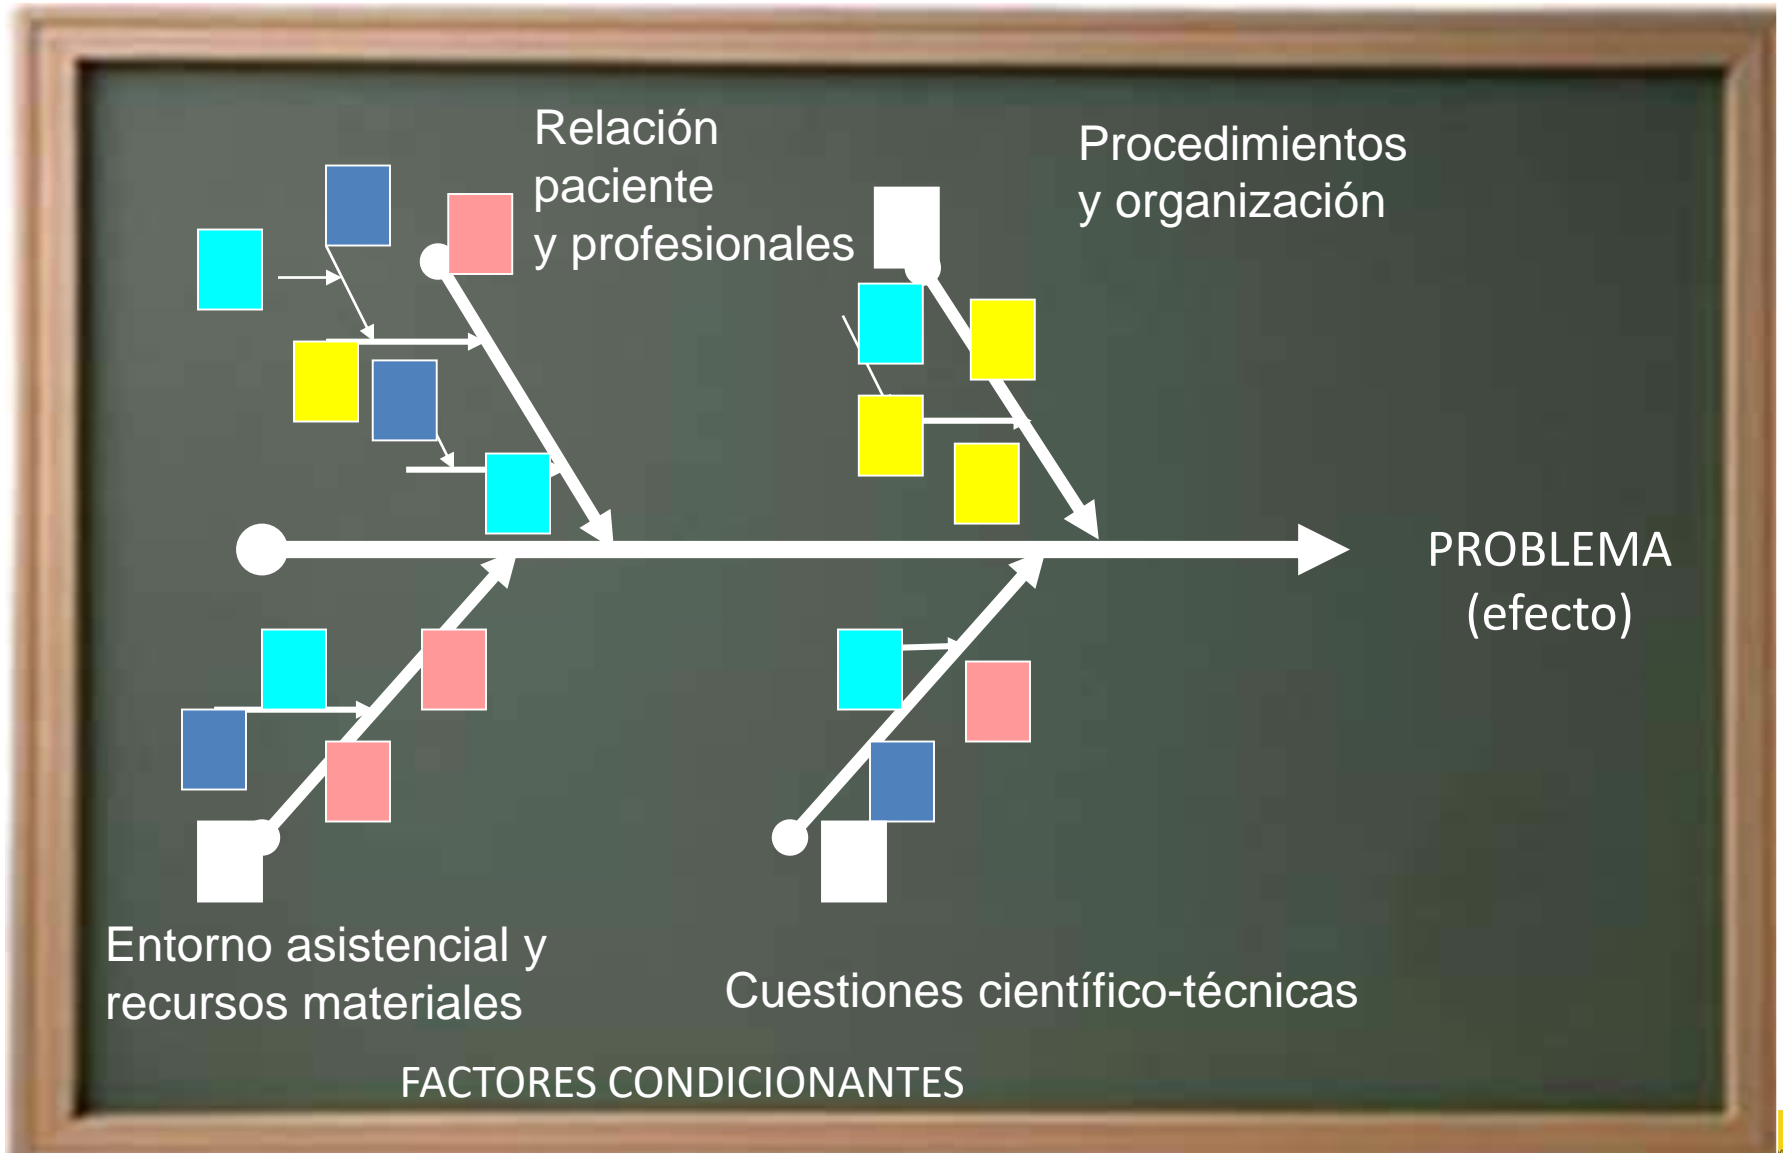 Relación
paciente
y profesionales
Procedimientos
y organización
PROBLEMA
(efecto)
Entorno asistencial y
recursos materiales
Cuestiones científico-técnicas
FACTORES CONDICIONANTES